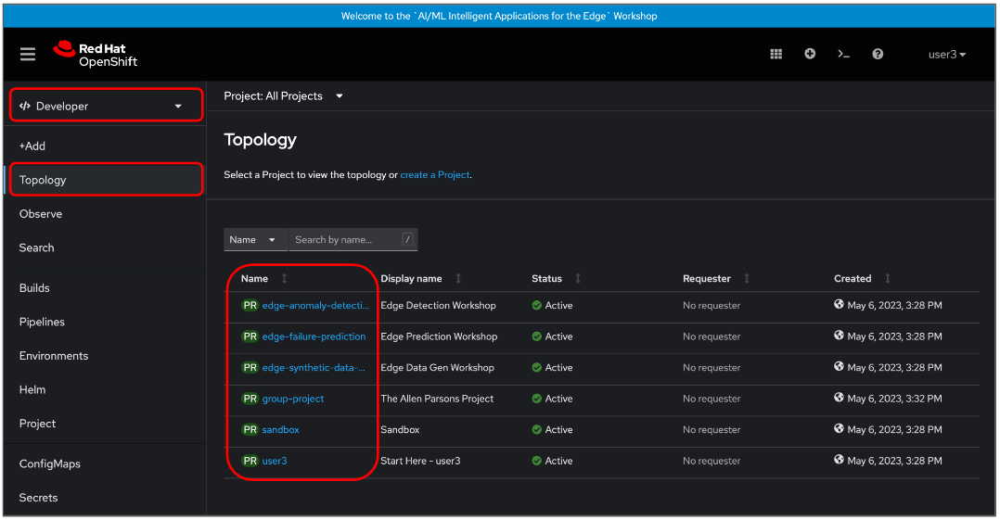 Welcome to the `AI/ML Intelligent Applications for the Edge` Workshop
Red Hat
OpenShift
user3
Developer
Project: All Projects
+Add
Topology
Topology
Select a Project to view the topology or create a Project.
Observe
Search
Name Search by name... /
Builds
Pipelines
Environments
Helm
Project
ConfigMaps
Secrets
Name Display name Status Requester Created
PR edge-anomaly-detecti... Edge Detection Workshop Active No requester May 6, 2023, 3:28 PM
PR edge-failure-prediction Edge Prediction Workshop Active No requester May 6, 2023, 3:28 PM
PR edge-synthetic-data-... Edge Data Gen Workshop Active No requester May 6, 2023, 3:28 PM
PR group-project The Allen Parsons Project Active No requester May 6, 2023, 3:32 PM
PR sandbox Sandbox Active No requester May 6, 2023, 3:28 PM
PR user3 Start Here - user3 Active No requester May 6, 2023, 3:28 PM